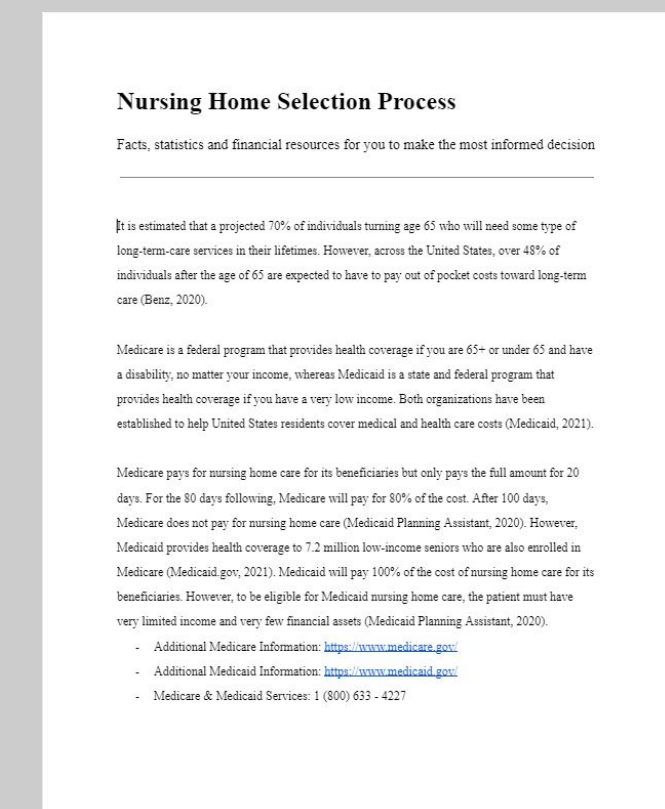 Nursing Home Selection Process
Facts, statistics and financial resources for you to make the most informed decision
It is estimated that a projected 70% of individuals turning age 65 who will need some type of
long-term-care services in their lifetimes. However, across the United States, over 48% of
individuals after the age of 65 are expected to have to pay out of pocket costs toward long-term
care (Benz, 2020).
Medicare is a federal program that provides health coverage if you are 65+ or under 65 and have
a disability, no matter your income, whereas Medicaid is a state and federal program that
provides health coverage if you have a very low income. Both organizations have been
established to help United States residents cover medical and health care costs (Medicaid, 2021).
Medicare pays for nursing home care for its beneficiaries but only pays the full amount for 20
days. For the 80 days following, Medicare will pay for 80% of the cost. After 100 days,
Medicare does not pay for nursing home care (Medicaid Planning Assistant, 2020). However,
Medicaid provides health coverage to 7.2 million low-income seniors who are also enrolled in
Medicare (Medicaid.gov, 2021). Medicaid will pay 100% of the cost of nursing home care for its
beneficiaries. However, to be eligible for Medicaid nursing home care, the patient must have
very limited income and very few financial assets (Medicaid Planning Assistant, 2020).
- Additional Medicare Information: https://www.medicare.gov/
- Additional Medicaid Information: https://www.medicaid.gov/
- Medicare & Medicaid Services: 1 (800) 633 - 4227